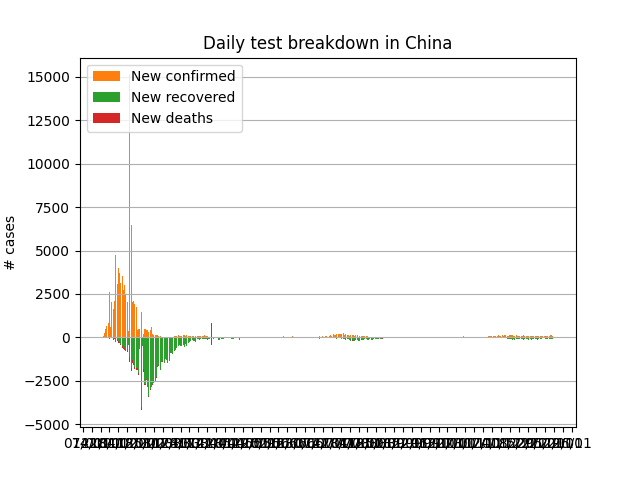 Daily test breakdown in China
New confirmed
New recovered
New deaths
15000
12500
10000
7500
5000
2500
0
−2500
−5000
# cases